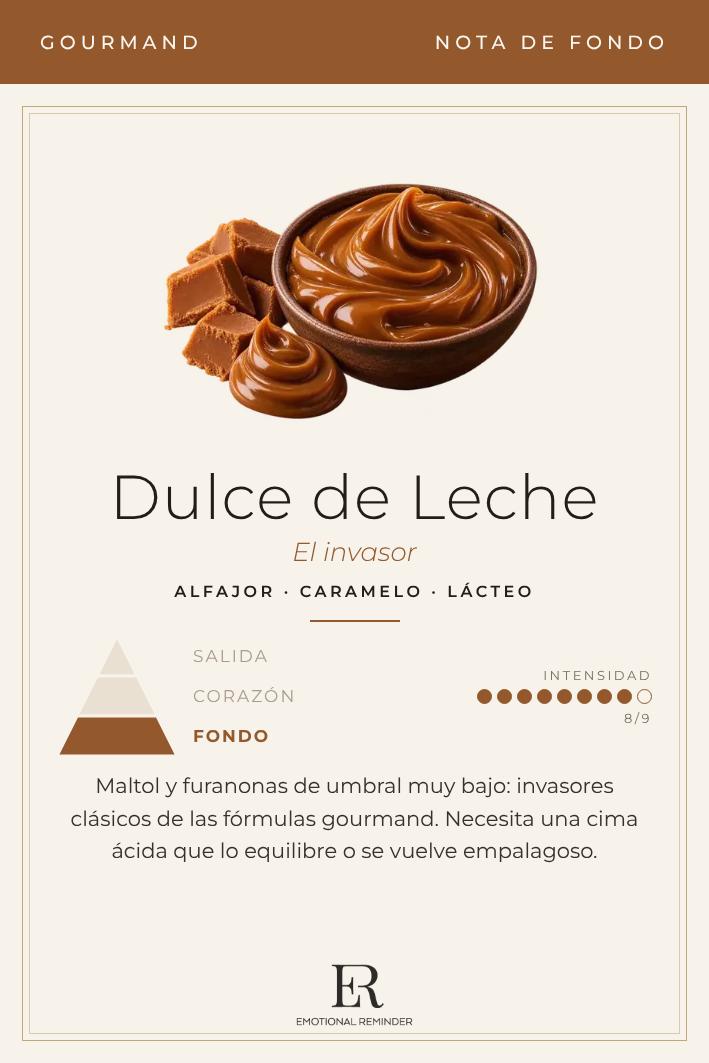 GOURMAND
NOTA DE FONDO
Dulce de Leche
El invasor
ALFAJOR · CARAMELO · LÁCTEO
SALIDA
CORAZÓN
FONDO
INTENSIDAD
8/9
Maltol y furanonas de umbral muy bajo: invasores
clásicos de las fórmulas gourmand. Necesita una cima
ácida que lo equilibre o se vuelve empalagoso.
ER
EMOTIONAL REMINDER